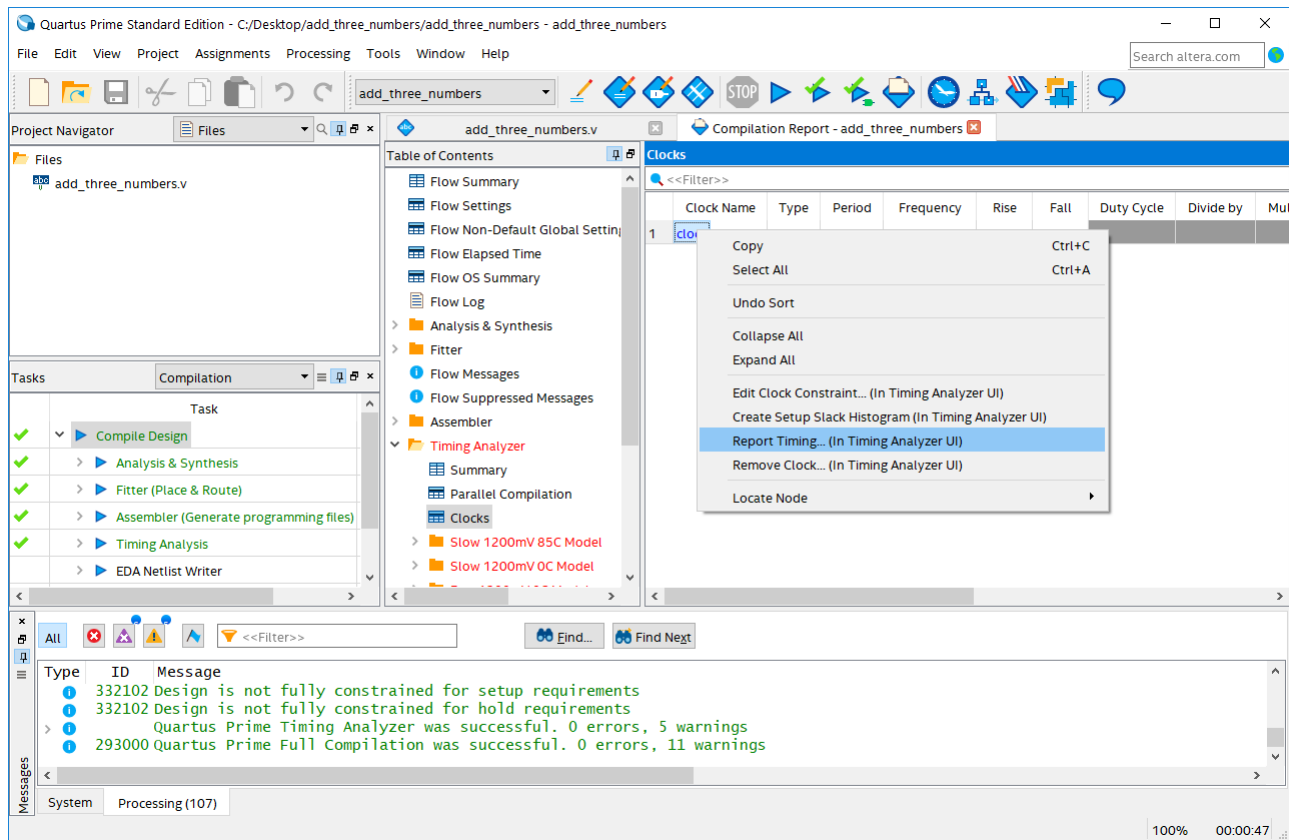 Quartus Prime Standard Edition - C:/Desktop/add_three_numbers/add_three_numbers - add_three_numbers
File Edit View Project Assignments Processing Tools Window Help
Search altera.com
add_three_numbers
STOP
Project Navigator
Files
Files
abc add_three_numbers.v
abc add_three_numbers.v
Compilation Report - add_three_numbers
Table of Contents
Flow Summary
Flow Settings
Flow Non-Default Global Setting
Flow Elapsed Time
Flow OS Summary
Flow Log
Analysis & Synthesis
Fitter
Flow Messages
Flow Suppressed Messages
Assembler
Timing Analyzer
Summary
Parallel Compilation
Clocks
Slow 1200mV 85C Model
Slow 1200mV 0C Model
Clocks
<<Filter>>
Clock Name Type Period Frequency Rise Fall Duty Cycle Divide by Mul
1 clo
Copy Ctrl+C
Select All Ctrl+A
Undo Sort
Collapse All
Expand All
Edit Clock Constraint... (In Timing Analyzer UI)
Create Setup Slack Histogram (In Timing Analyzer UI)
Report Timing... (In Timing Analyzer UI)
Remove Clock... (In Timing Analyzer UI)
Locate Node
Tasks
Compilation
Task
Compile Design
Analysis & Synthesis
Fitter (Place & Route)
Assembler (Generate programming files)
Timing Analysis
EDA Netlist Writer
Messages
All
<<Filter>>
Find...
Find Next
Type ID Message
332102 Design is not fully constrained for setup requirements
332102 Design is not fully constrained for hold requirements
Quartus Prime Timing Analyzer was successful. 0 errors, 5 warnings
293000 Quartus Prime Full Compilation was successful. 0 errors, 11 warnings
System
Processing (107)
100% 00:00:47